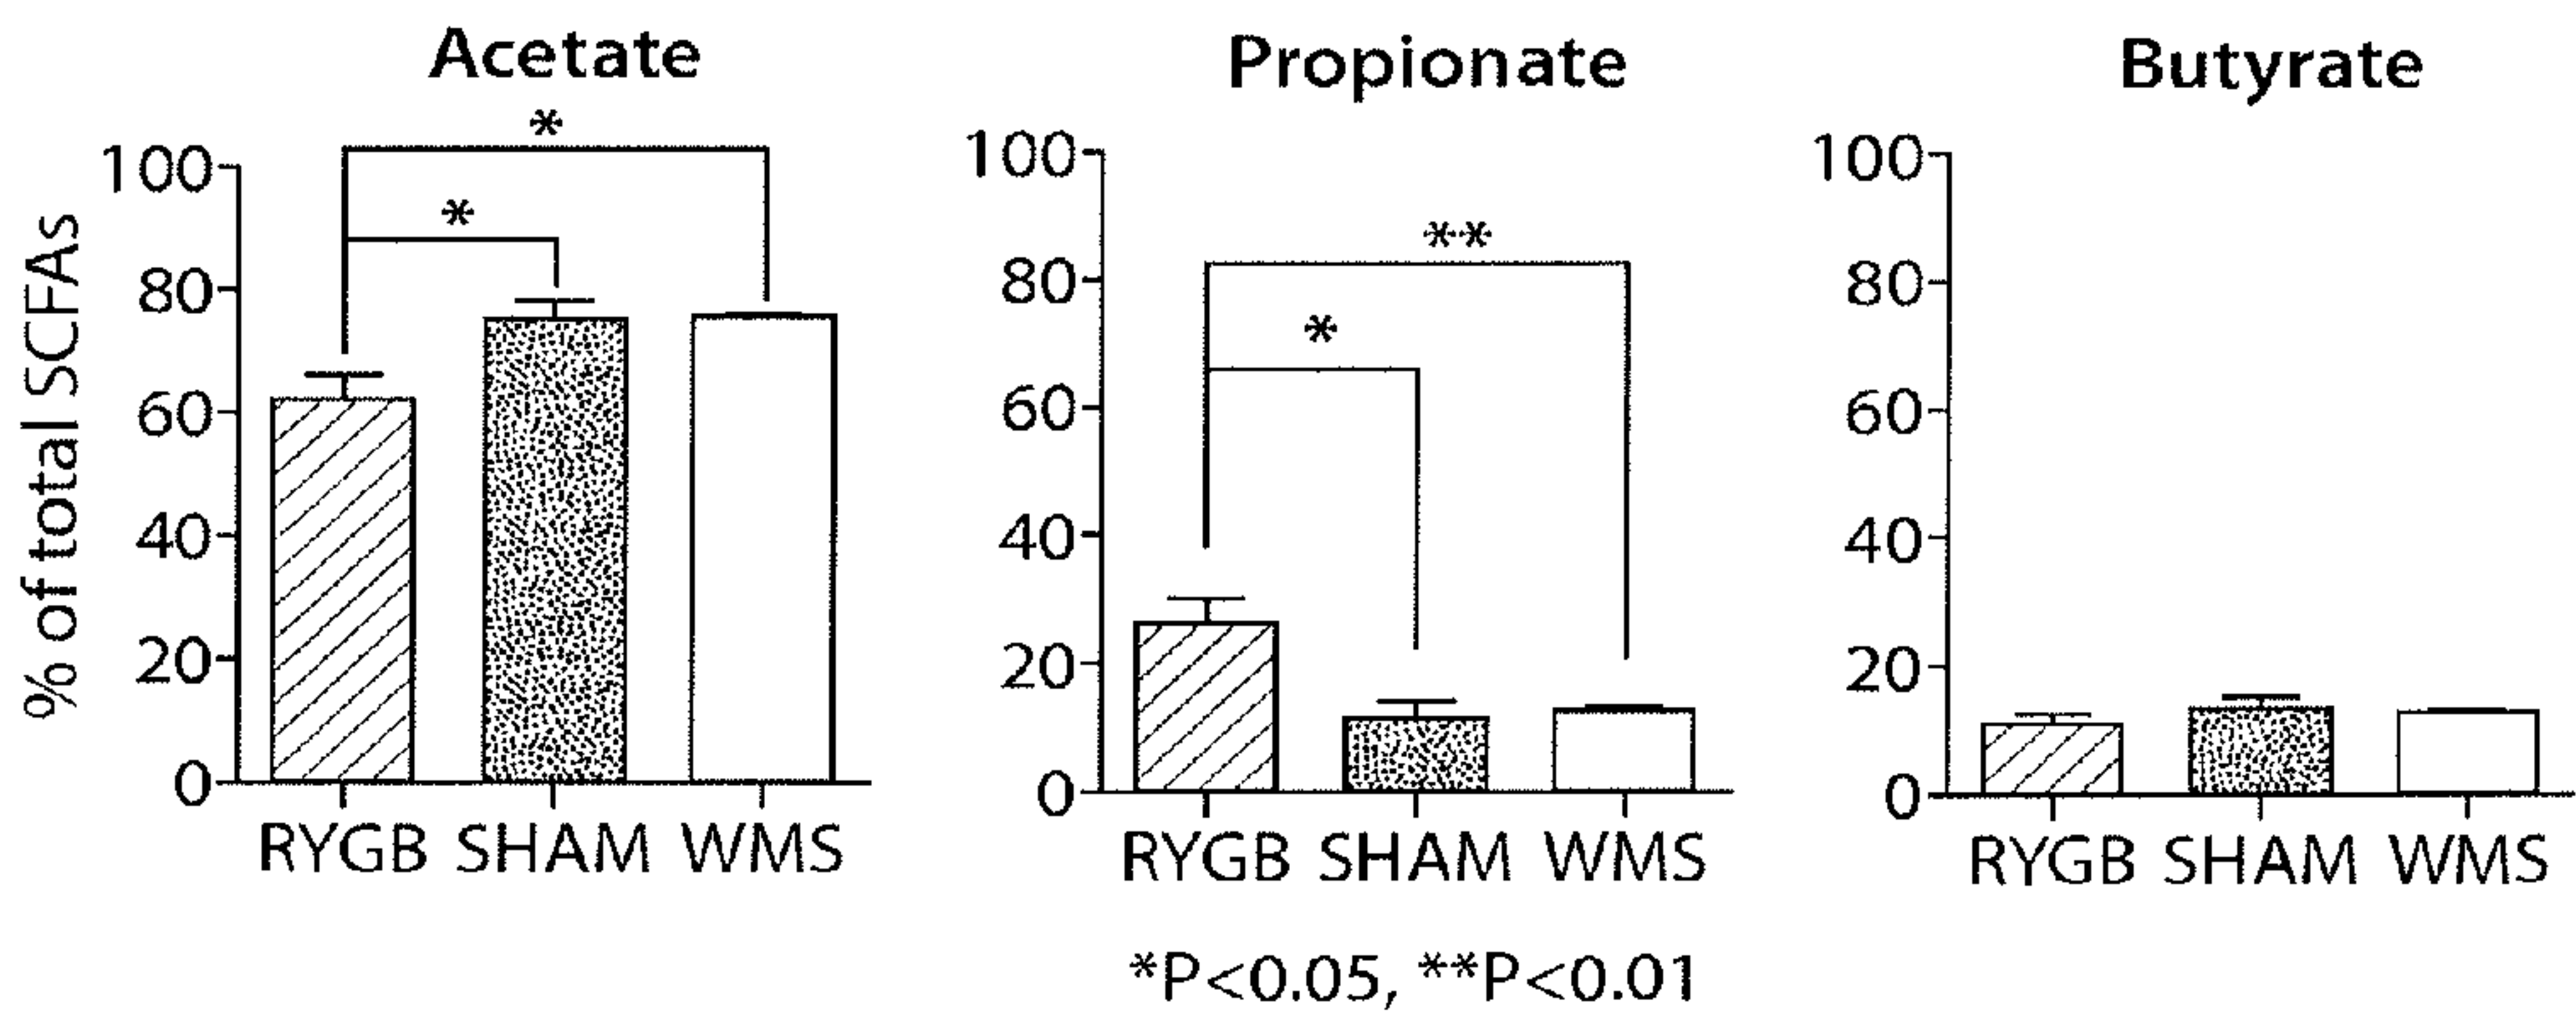 Acetate
Propionate
Butyrate
% of total SCFAs
100
80
60
40
20
0
*
*
RYGB SHAM WMS
100
80
60
40
20
0
**
*
RYGB SHAM WMS
100
80
60
40
20
0
RYGB SHAM WMS
*P<0.05, **P<0.01